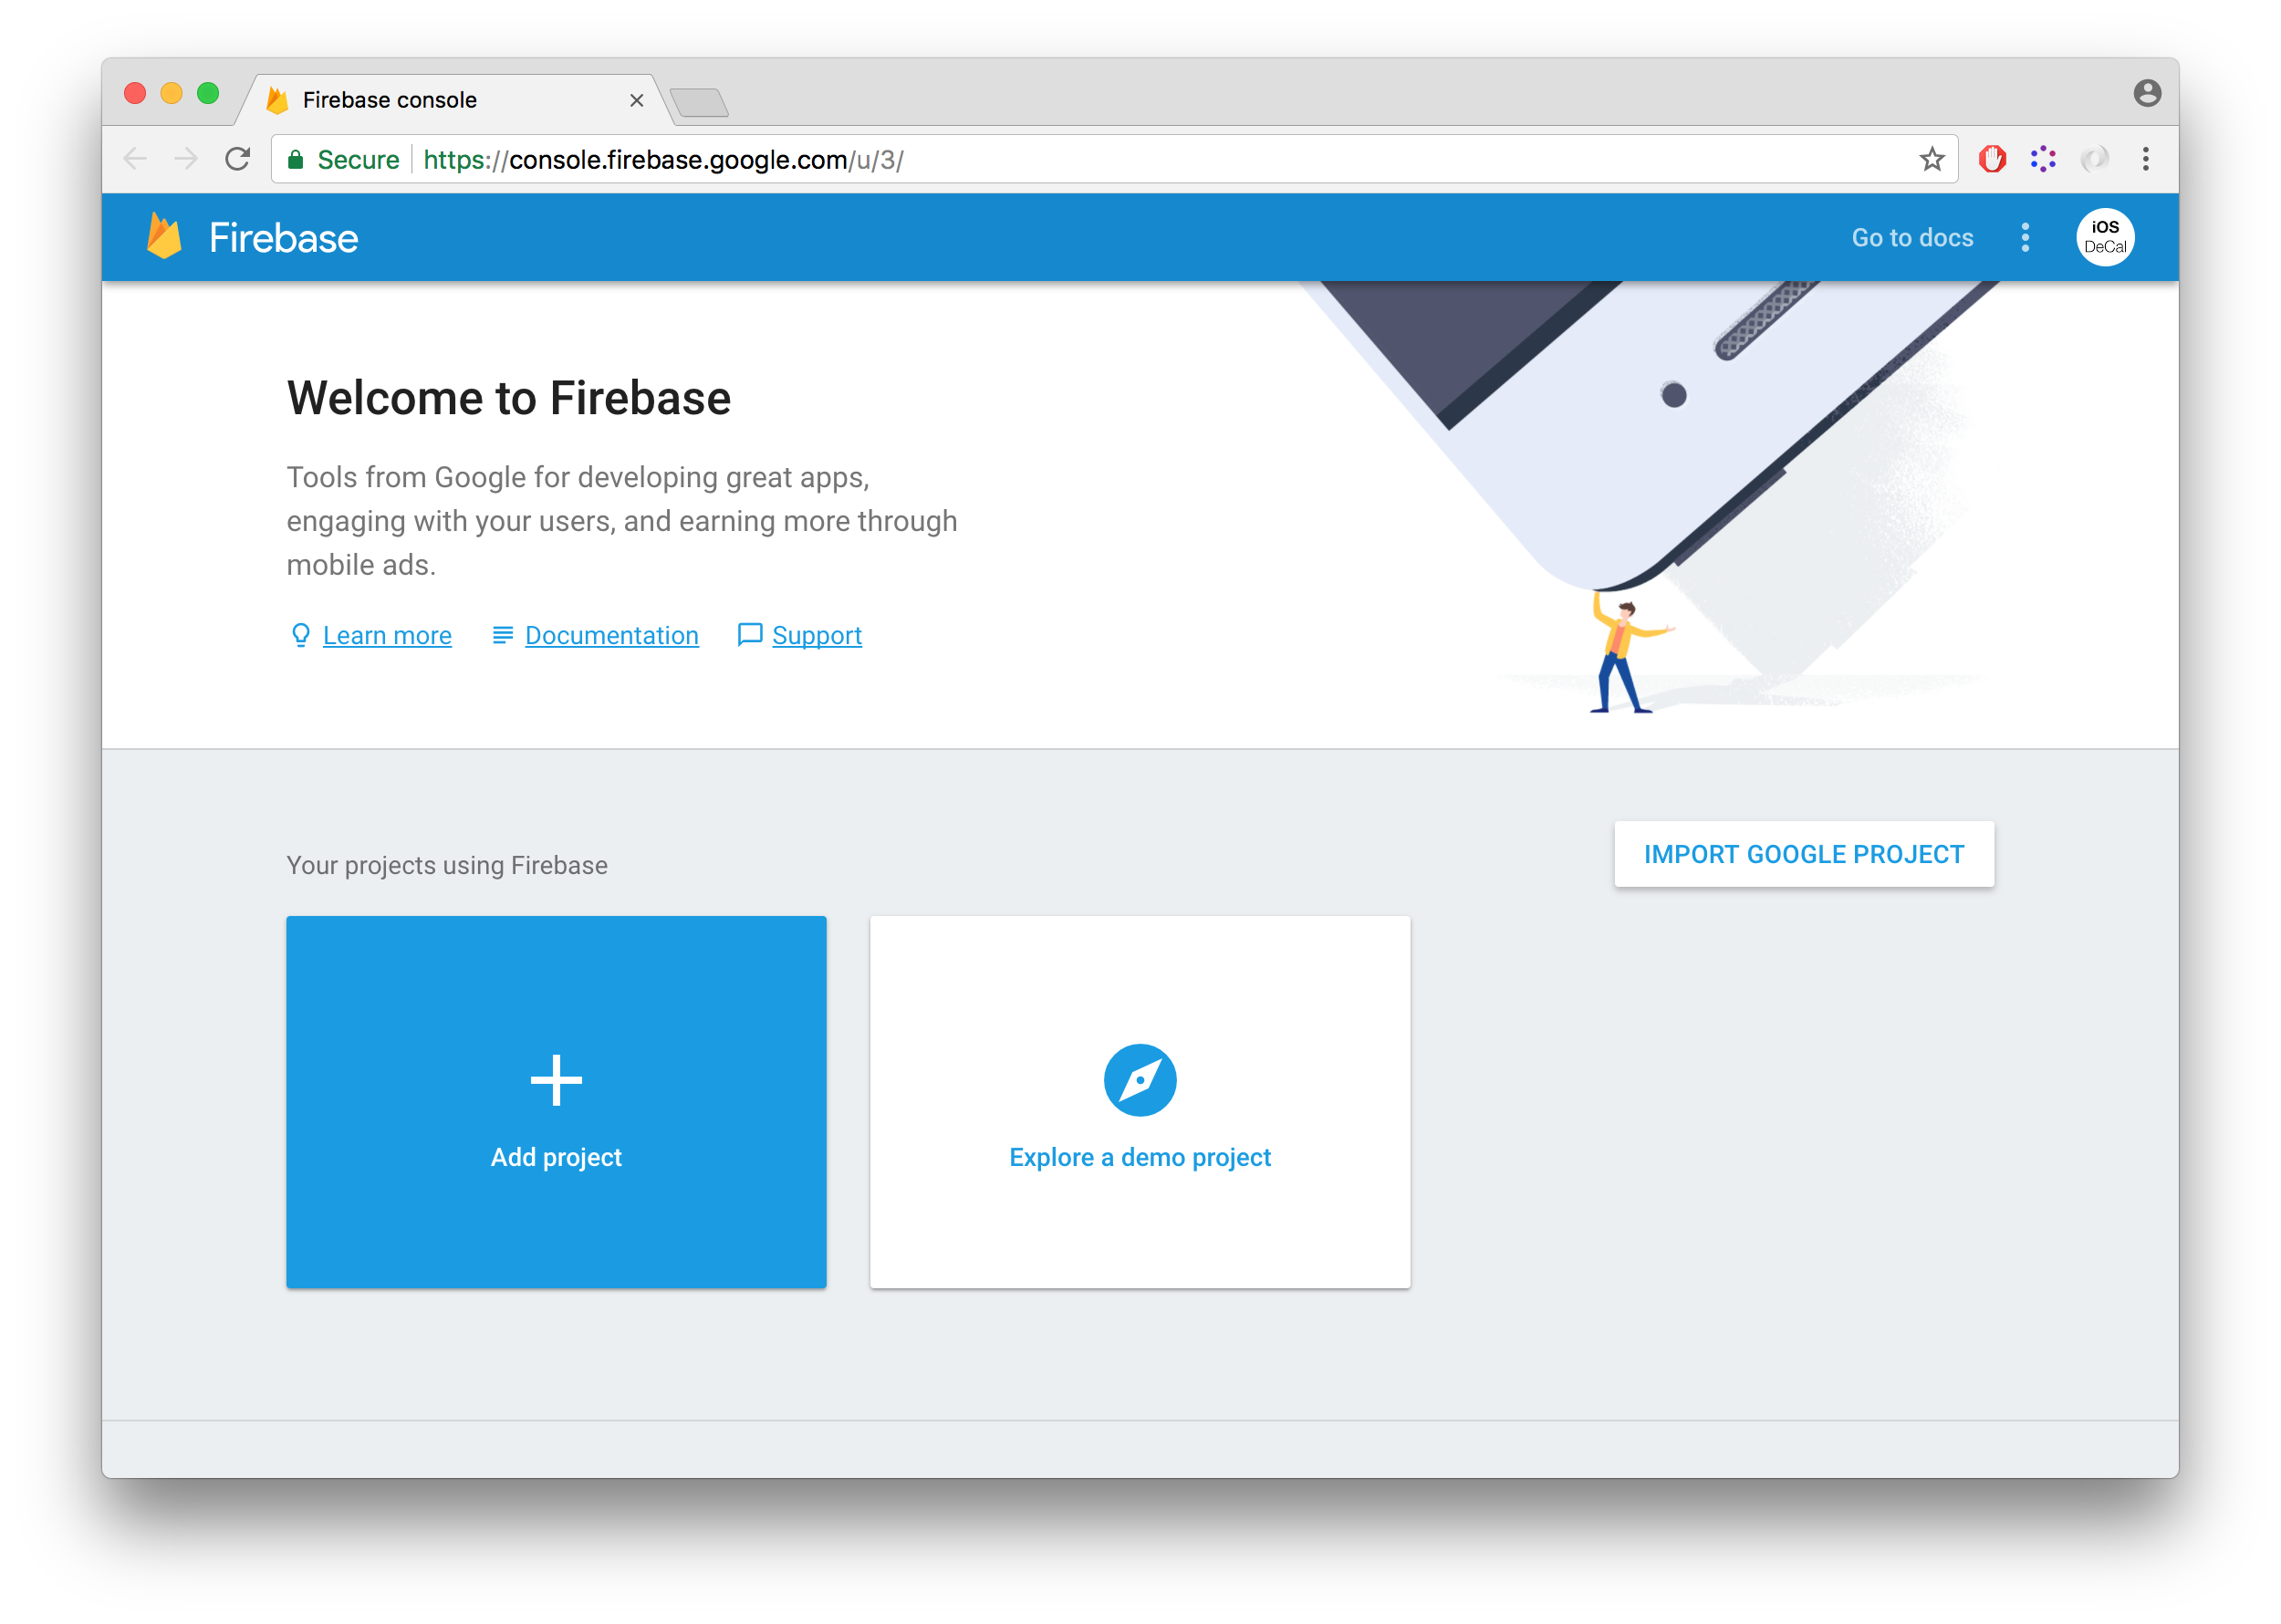 Firebase console
Secure https://console.firebase.google.com/u/3/
Firebase
Go to docs
iOS
DeCal
Welcome to Firebase
Tools from Google for developing great apps,
engaging with your users, and earning more through
mobile ads.
Learn more Documentation Support
Your projects using Firebase
IMPORT GOOGLE PROJECT
Add project
Explore a demo project